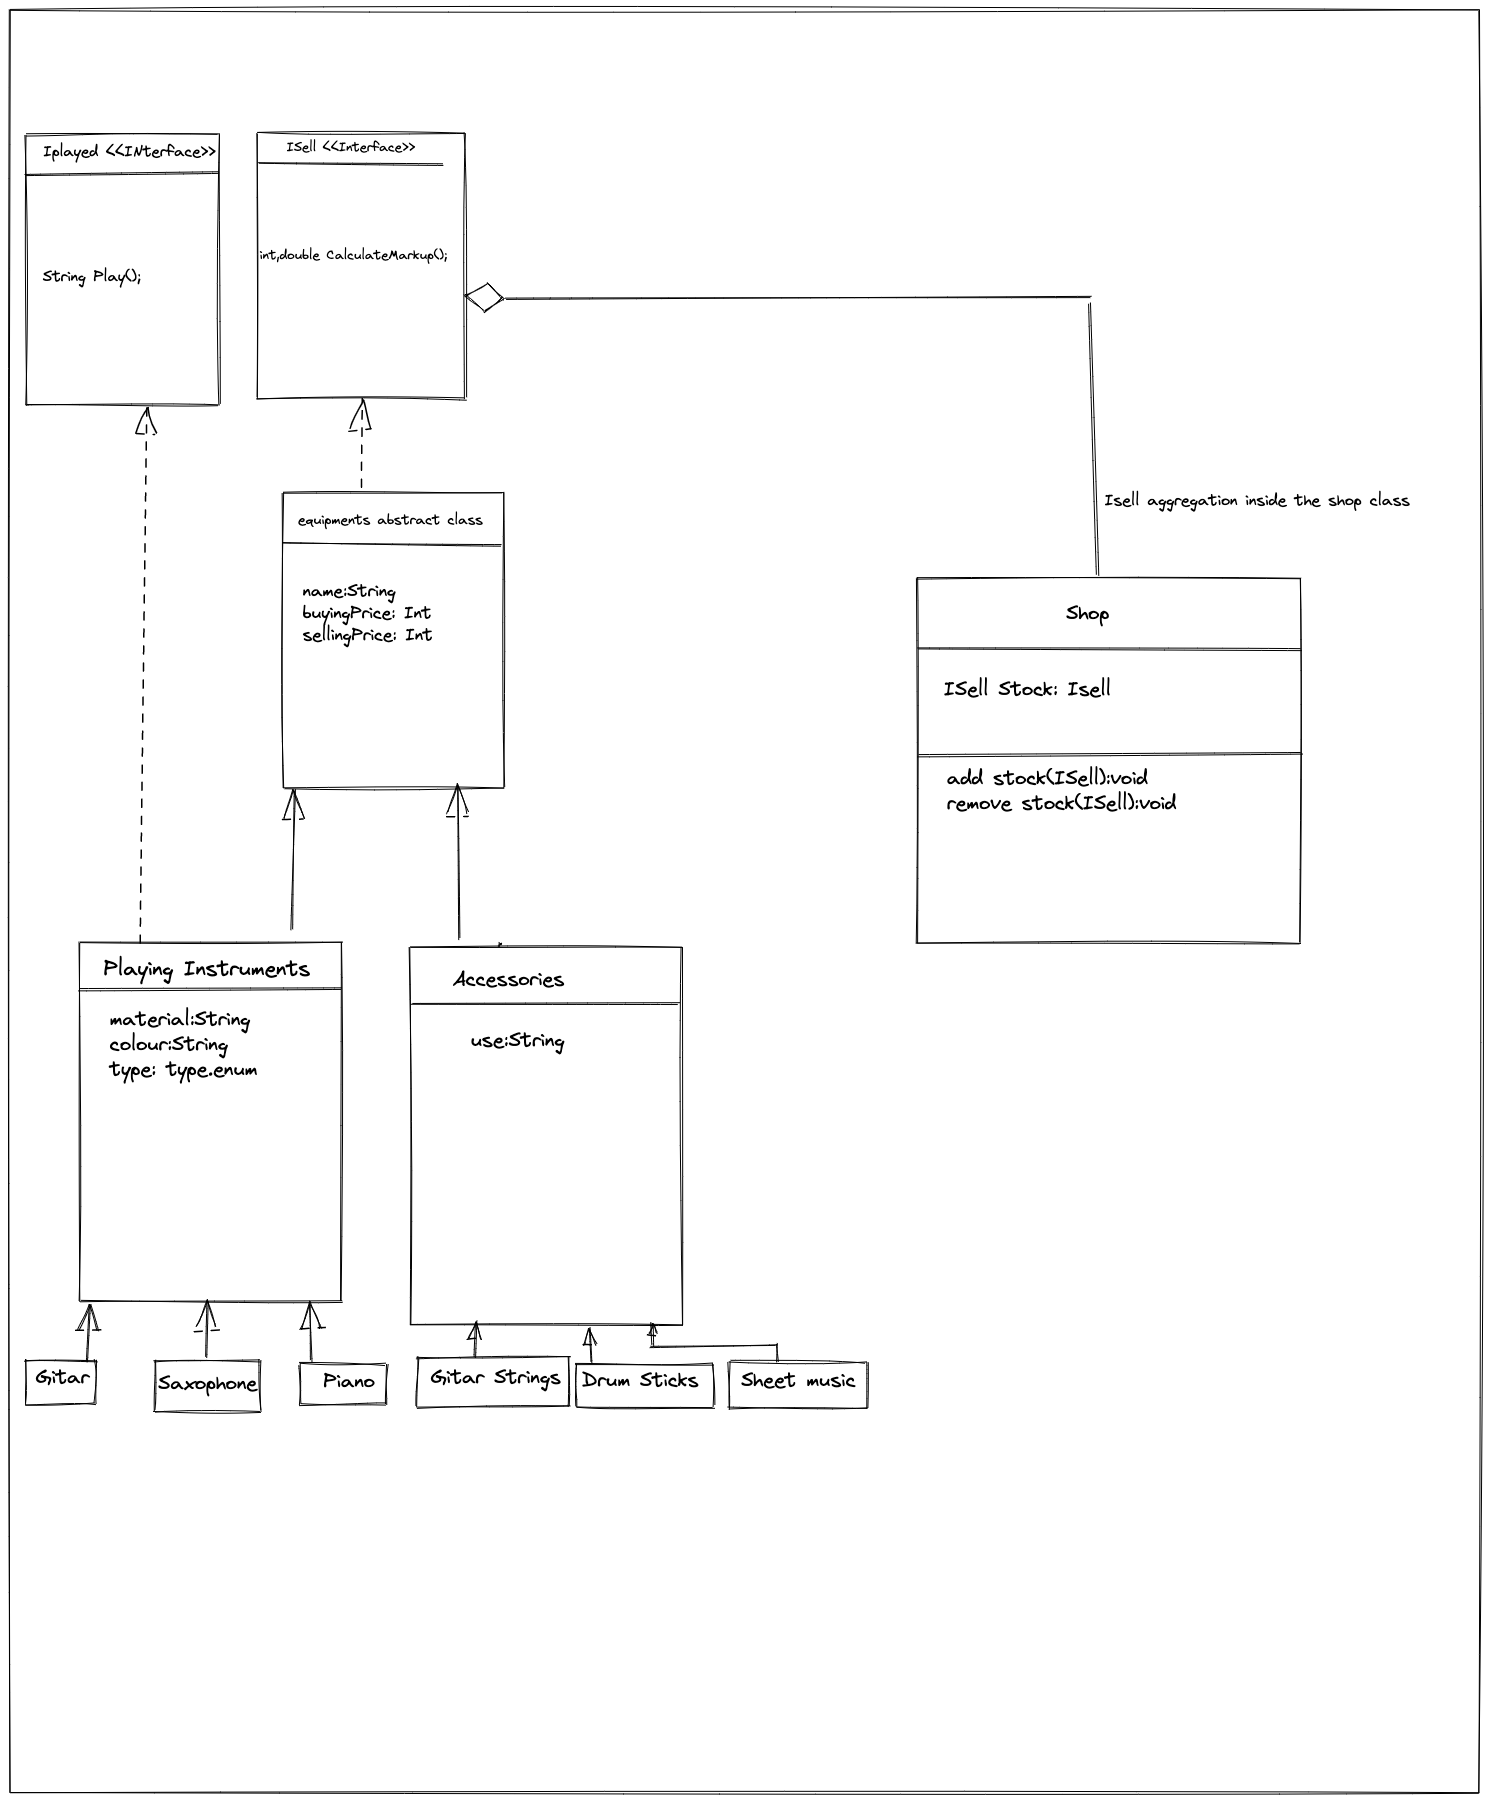 Iplayed <<INterface>>
String Play();
ISell <<Interface>>
int,double CalculateMarkup();
Isell aggregation inside the shop class
equipments abstract class
name:String
buyingPrice: Int
sellingPrice: Int
Shop
ISell Stock: Isell
add stock(ISell):void
remove stock(ISell):void
Playing Instruments
material:String
colour:String
type: type.enum
Accessories
use:String
Gitar
Saxophone
Piano
Gitar Strings
Drum Sticks
Sheet music